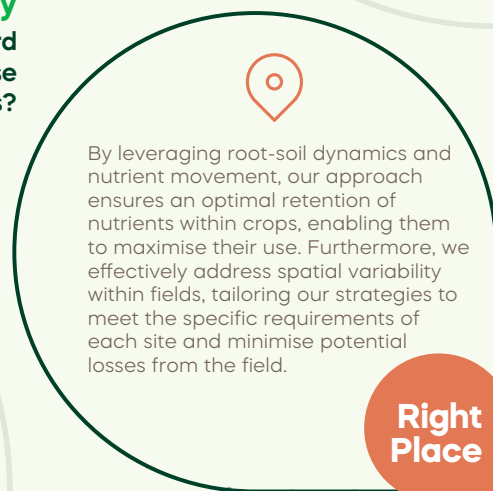 y
rd
se
s?
By leveraging root-soil dynamics and
nutrient movement, our approach
ensures an optimal retention of
nutrients within crops, enabling them
to maximise their use. Furthermore, we
effectively address spatial variability
within fields, tailoring our strategies to
meet the specific requirements of
each site and minimise potential
losses from the field.
Right
Place